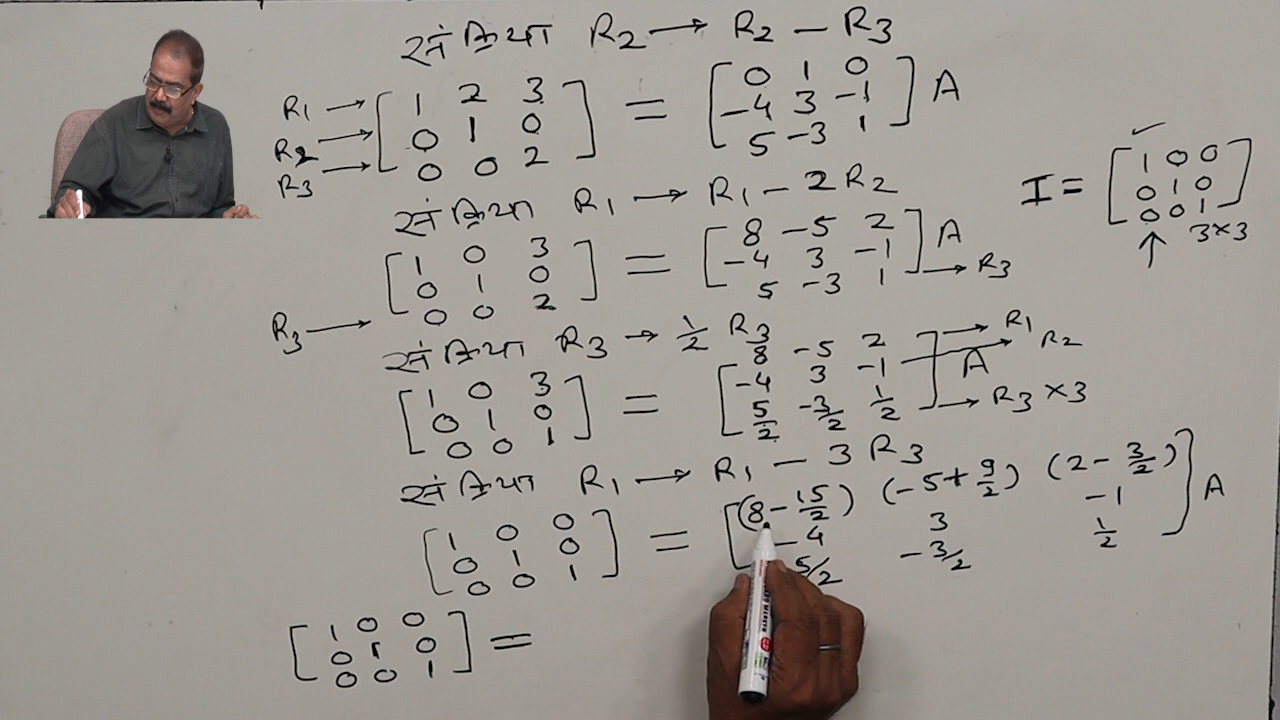 संक्रिया R₂ → R₂ − R₃
R1 → [ 1 2 3 ] = [ 0 1 0 ] A
R2 → [ 0 1 0 ] [ −4 3 −1 ]
R3 → [ 0 0 2 ] [ 5 −3 1 ]
संक्रिया R₁ → R₁ − 2R₂
[ 1 0 3 ] = [ 8 −5 2 ] A
[ 0 1 0 ] [ −4 3 −1 ]
R3 → [ 0 0 2 ] [ 5 −3 1 ] → R3
संक्रिया R₃ → 1/2 R₃
[ 1 0 3 ] = [ 8 −5 2 ] A → R1
[ 0 1 0 ] [ −4 3 −1 ] → R2
[ 0 0 1 ] [ 5/2 −3/2 1/2 ] → R3 × 3
संक्रिया R₁ → R₁ − 3 R₃
[ 1 0 0 ] = [ (8 − 15/2) (−5 + 9/2) (2 − 3/2) ] A
[ 0 1 0 ] [ −4 3 −1 ]
[ 0 0 1 ] [ 5/2 −3/2 1/2 ]
[ 1 0 0 ] =
[ 0 1 0 ]
[ 0 0 1 ]
✓
I = [ 1 0 0 ]
[ 0 1 0 ]
[ 0 0 1 ] 3×3
↑